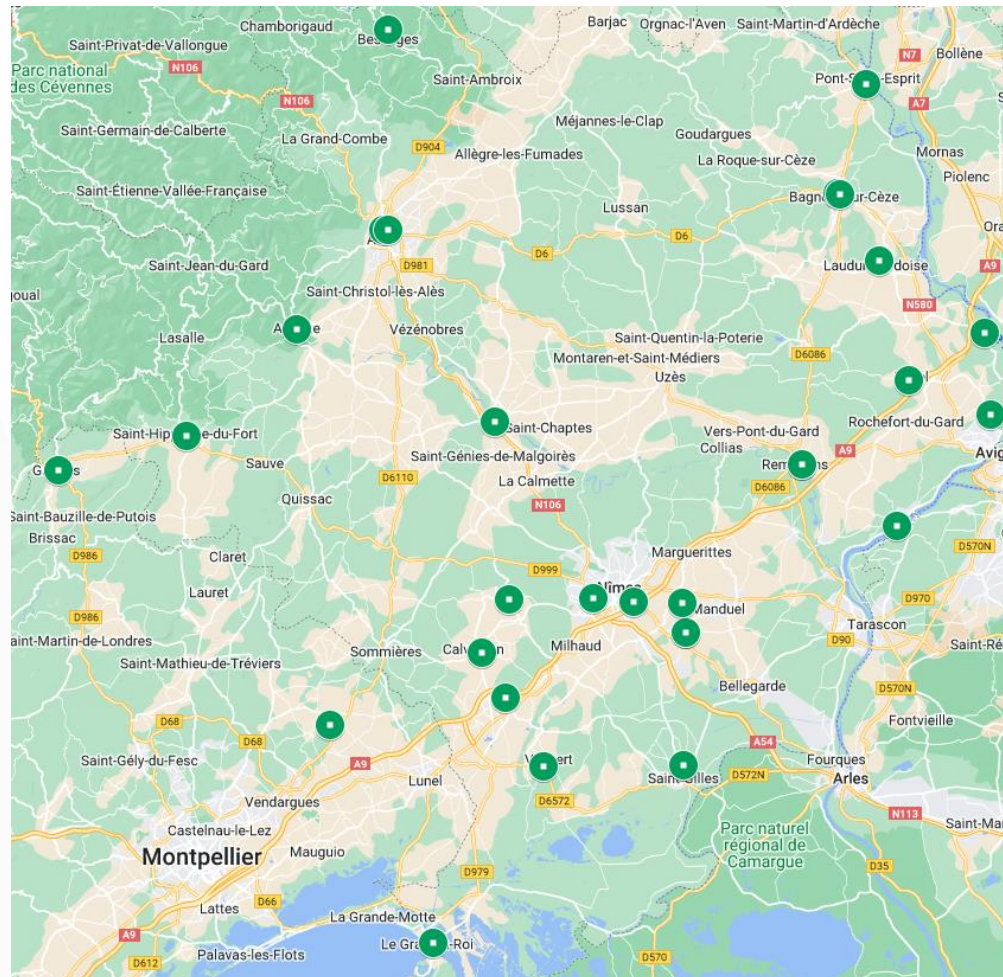 Chamborigaud
Barjac
Orgnac-l'Aven
Saint-Martin-d'Ardèche
Saint-Privat-de-Vallongue
N7
Bollène
N106
Parc national
des Cévennes
Saint-Ambroix
A7
N106
Saint-Germain-de-Calberte
La Grand-Combe
Méjannes-le-Clap
Goudargues
D904
Allègre-les-Fumades
La Roque-sur-Cèze
Mornas
Piolenc
Saint-Étienne-Vallée-Française
Lussan
D6
D6
Saint-Jean-du-Gard
D981
A9
Saint-Christol-lès-Alès
N580
Lasalle
Vézénobres
Saint-Quentin-la-Poterie
Montaren-et-Saint-Médiers
D6086
Uzès
Rochefort-du-Gard
Saint-Chaptes
Vers-Pont-du-Gard
Collias
A9
Sauve
Saint-Génies-de-Malgoirès
D6110
La Calmette
D6086
Quissac
N106
Saint-Bauzille-de-Putois
Brissac
D986
Claret
Marguerittes
D570N
D999
Lauret
D970
Manduel
D986
Tarascon
D90
Saint-Mathieu-de-Tréviers
Sommières
Milhaud
Bellegarde
D570N
D68
D68
Fontvieille
A54
Saint-Gély-du-Fesc
A9
Lunel
Fourques
D572N
Arles
Vendargues
D6572
N113
Castelnau-le-Lez
Parc naturel
régional de
Camargue
Montpellier
Mauguio
D979
D35
D66
Lattes
La Grande-Motte
A9
Palavas-les-Flots
D612
D570